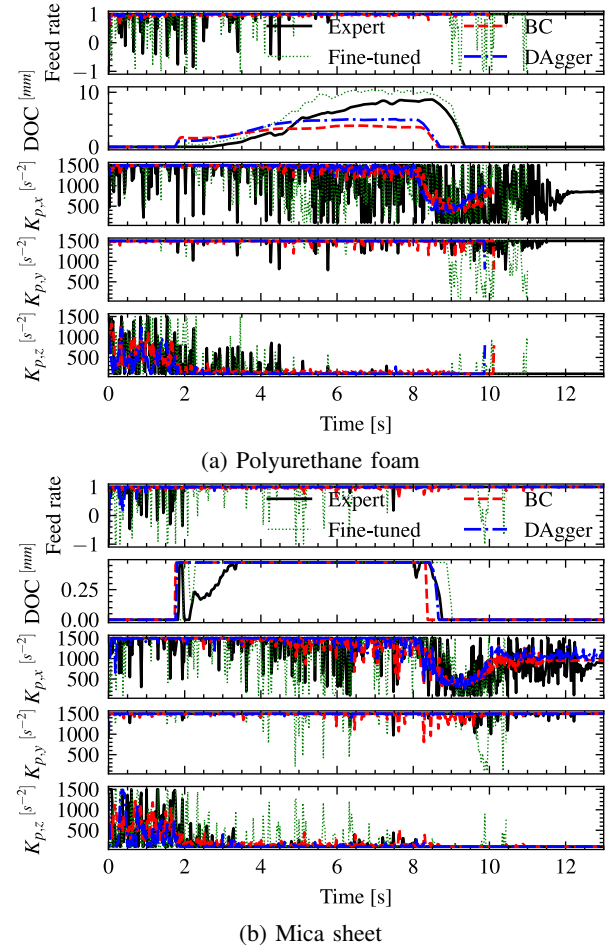 Feed rate
1
0
−1
Expert
BC
Fine-tuned
DAgger
DOC [mm]
10
0
K_{p,x} [s^{-2}]
1500
1000
500
K_{p,y} [s^{-2}]
1500
1000
500
K_{p,z} [s^{-2}]
1500
1000
500
0 2 4 6 8 10 12
Time [s]
(a) Polyurethane foam
Feed rate
1
0
−1
Expert
BC
Fine-tuned
DAgger
DOC [mm]
0.25
0.00
K_{p,x} [s^{-2}]
1500
1000
500
K_{p,y} [s^{-2}]
1500
1000
500
K_{p,z} [s^{-2}]
1500
1000
500
0 2 4 6 8 10 12
Time [s]
(b) Mica sheet